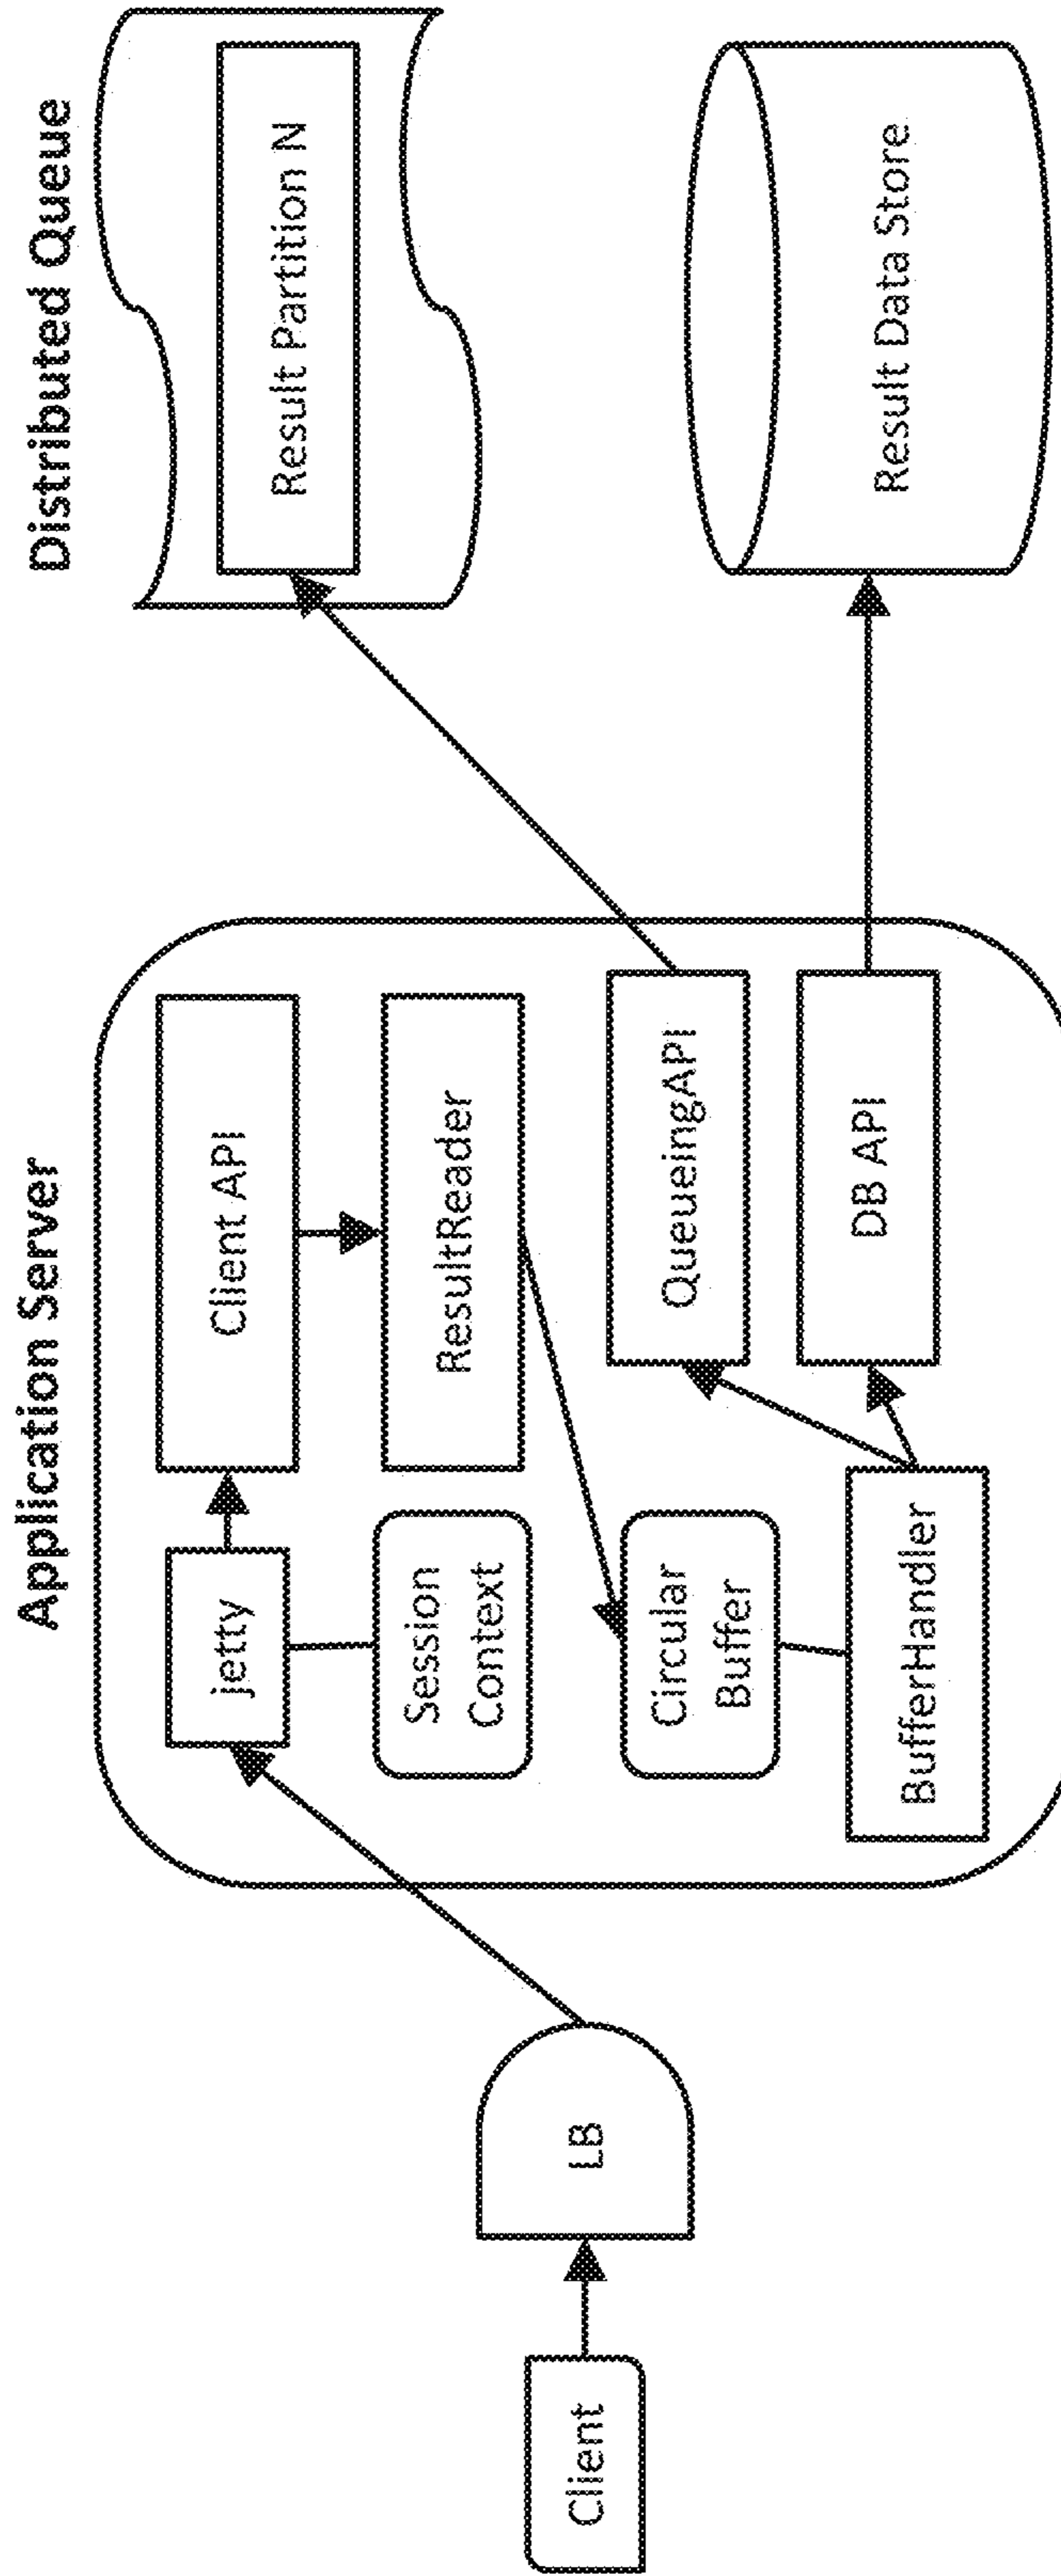 Application Server
Distributed Queue
Client
LB
jetty
Client API
Session
Context
ResultReader
Circular
Buffer
QueueingAPI
BufferHandler
DB API
Result Partition N
Result Data Store